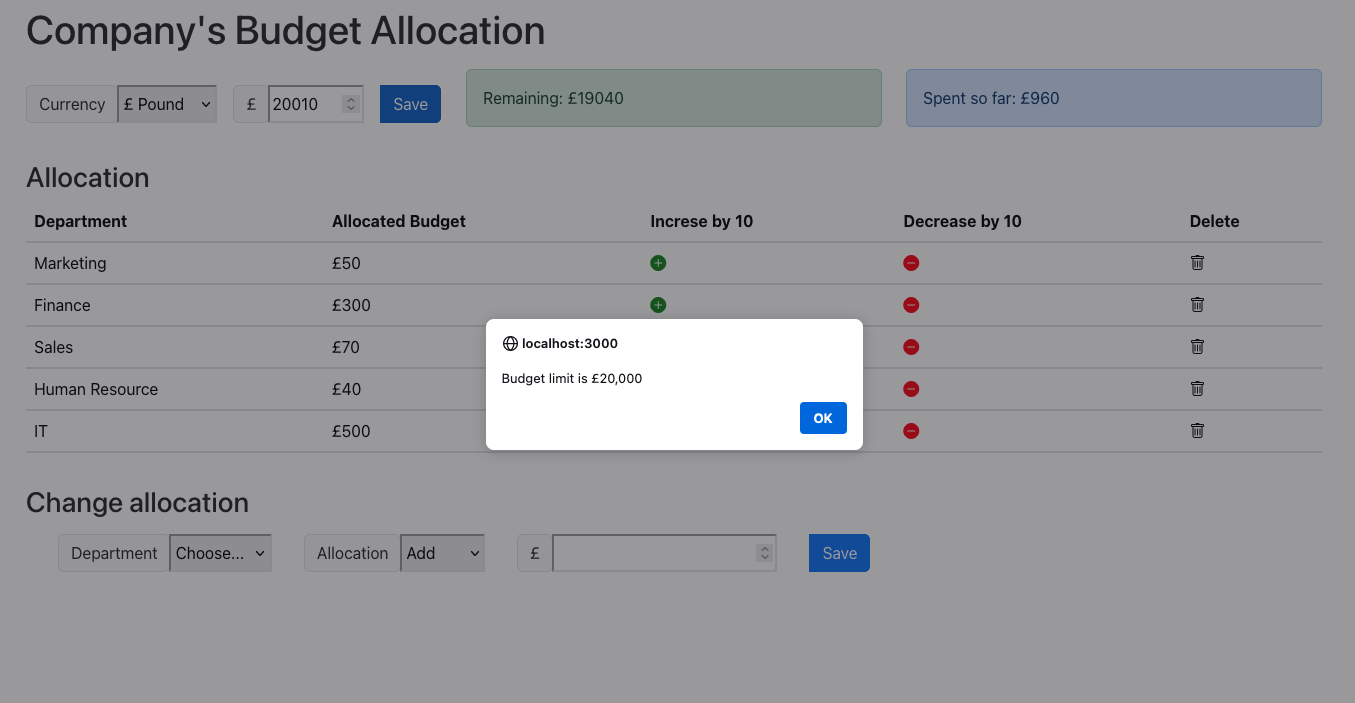 Company's Budget Allocation
Currency £ Pound £ 20010 Save Remaining: £19040 Spent so far: £960
Allocation
Department Allocated Budget Increse by 10 Decrease by 10 Delete
Marketing £50
Finance £300
Sales £70
Human Resource £40
IT £500
localhost:3000
Budget limit is £20,000
OK
Change allocation
Department Choose... Allocation Add £ Save